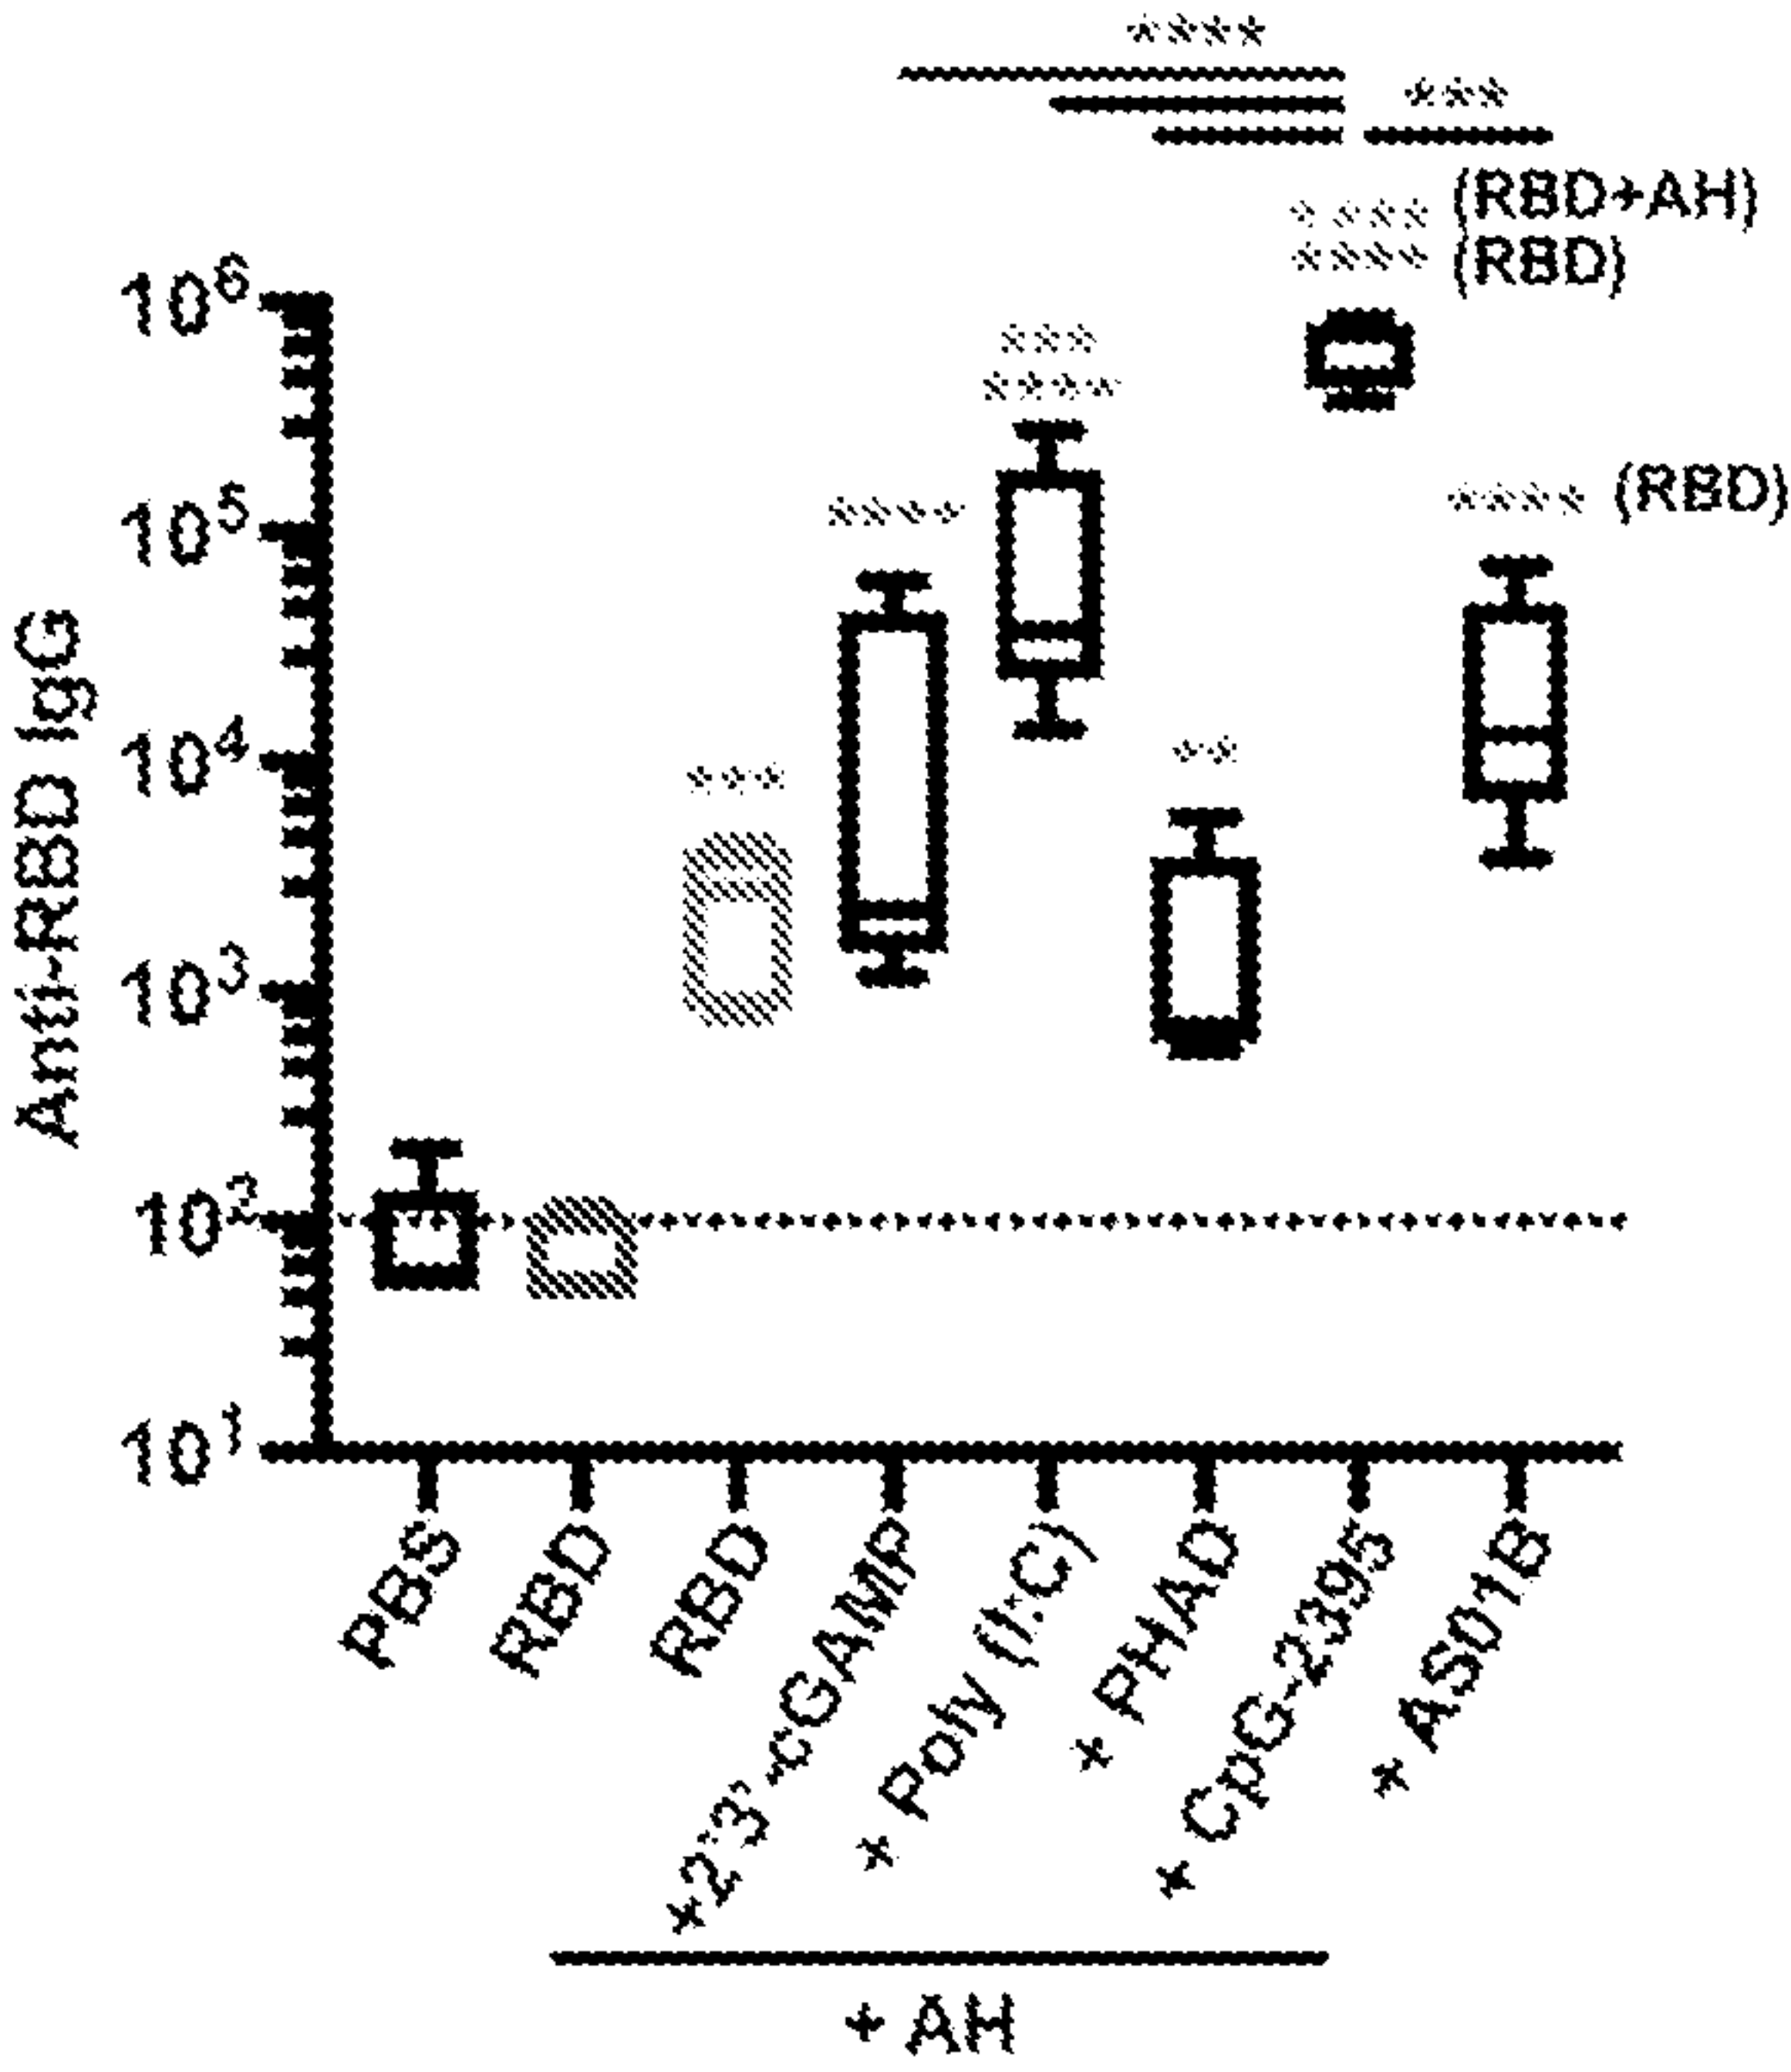 ****
***
**** (RBD+AH)
**** (RBD)
***
****
**** (RBD)
****
***
**
Anti-RBD IgG
10^6
10^5
10^4
10^3
10^2
10^1
PBS
RBD
RBD
+2'3'-cGAMP
+ Poly (I:C)
+ PHAD
+ CpG-2395
+ AS01B
+ AH